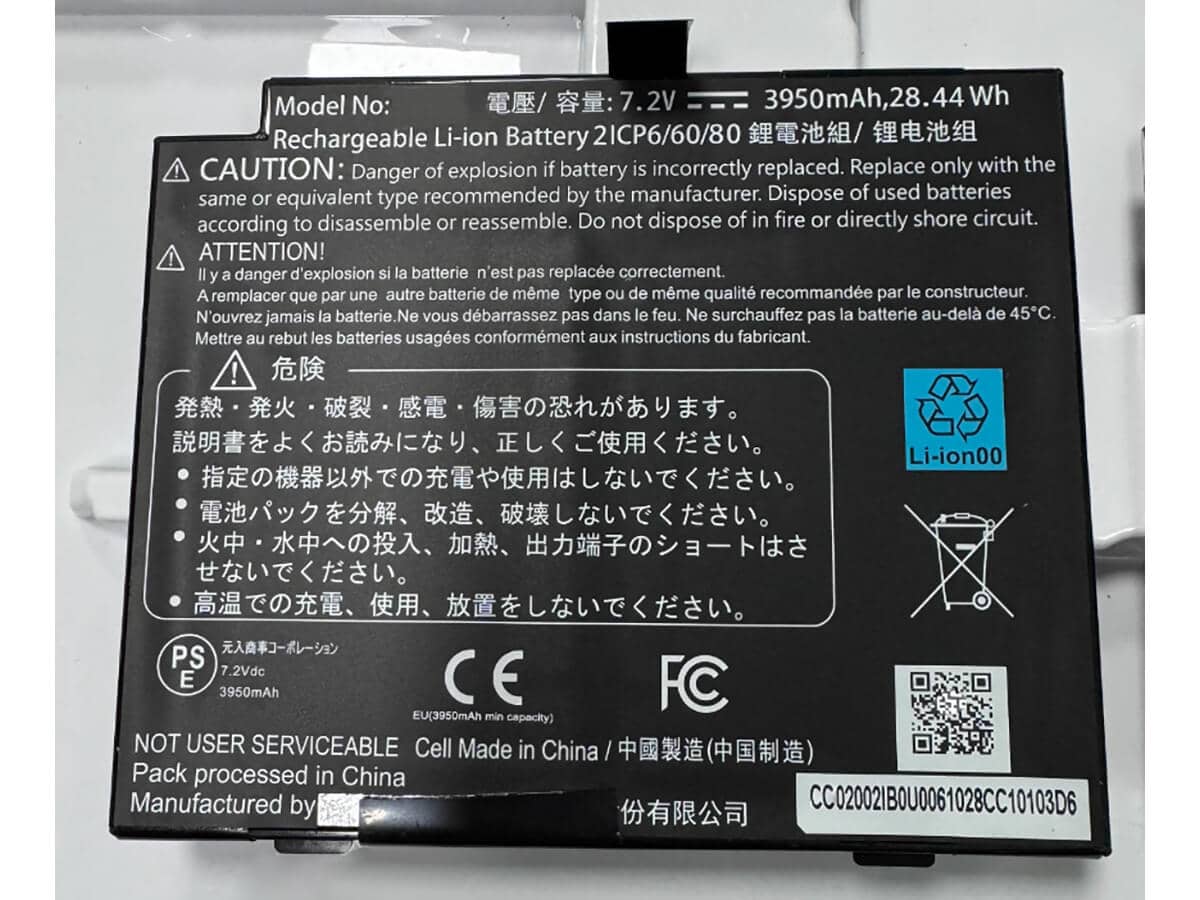 Model No: 電壓/ 容量: 7.2V 3950mAh,28.44 Wh
Rechargeable Li-ion Battery 2ICP6/60/80 鋰電池組/ 锂电池组
CAUTION: Danger of explosion if battery is incorrectly replaced. Replace only with the
same or equivalent type recommended by the manufacturer. Dispose of used batteries
according to disassemble or reassemble. Do not dispose of in fire or directly shore circuit.
ATTENTION!
Il y a danger d'explosion si la batterie n'est pas replacée correctement.
A remplacer que par une autre batterie de même type ou de même qualité recommandée par le constructeur.
N'ouvrez jamais la batterie.Ne vous débarrassez pas dans le feu. Ne surchauffez pas la batterie au-delà de 45°C.
Mettre au rebut les batteries usagées conformément aux instructions du fabricant.
危険
発熱・発火・破裂・感電・傷害の恐れがあります。
説明書をよくお読みになり、正しくご使用ください。
• 指定の機器以外での充電や使用はしないでください。
• 電池パックを分解、改造、破壊しないでください。
• 火中・水中への投入、加熱、出力端子のショートはさ
せないでください。
• 高温での充電、使用、放置をしないでください。
Li-ion00
PS
E
元入商事コーポレーション
7.2Vdc
3950mAh
CE
EU(3950mAh min capacity)
FC
NOT USER SERVICEABLE Cell Made in China / 中國製造(中国制造)
Pack processed in China
Manufactured by 份有限公司
CC02002IB0U0061028CC10103D6